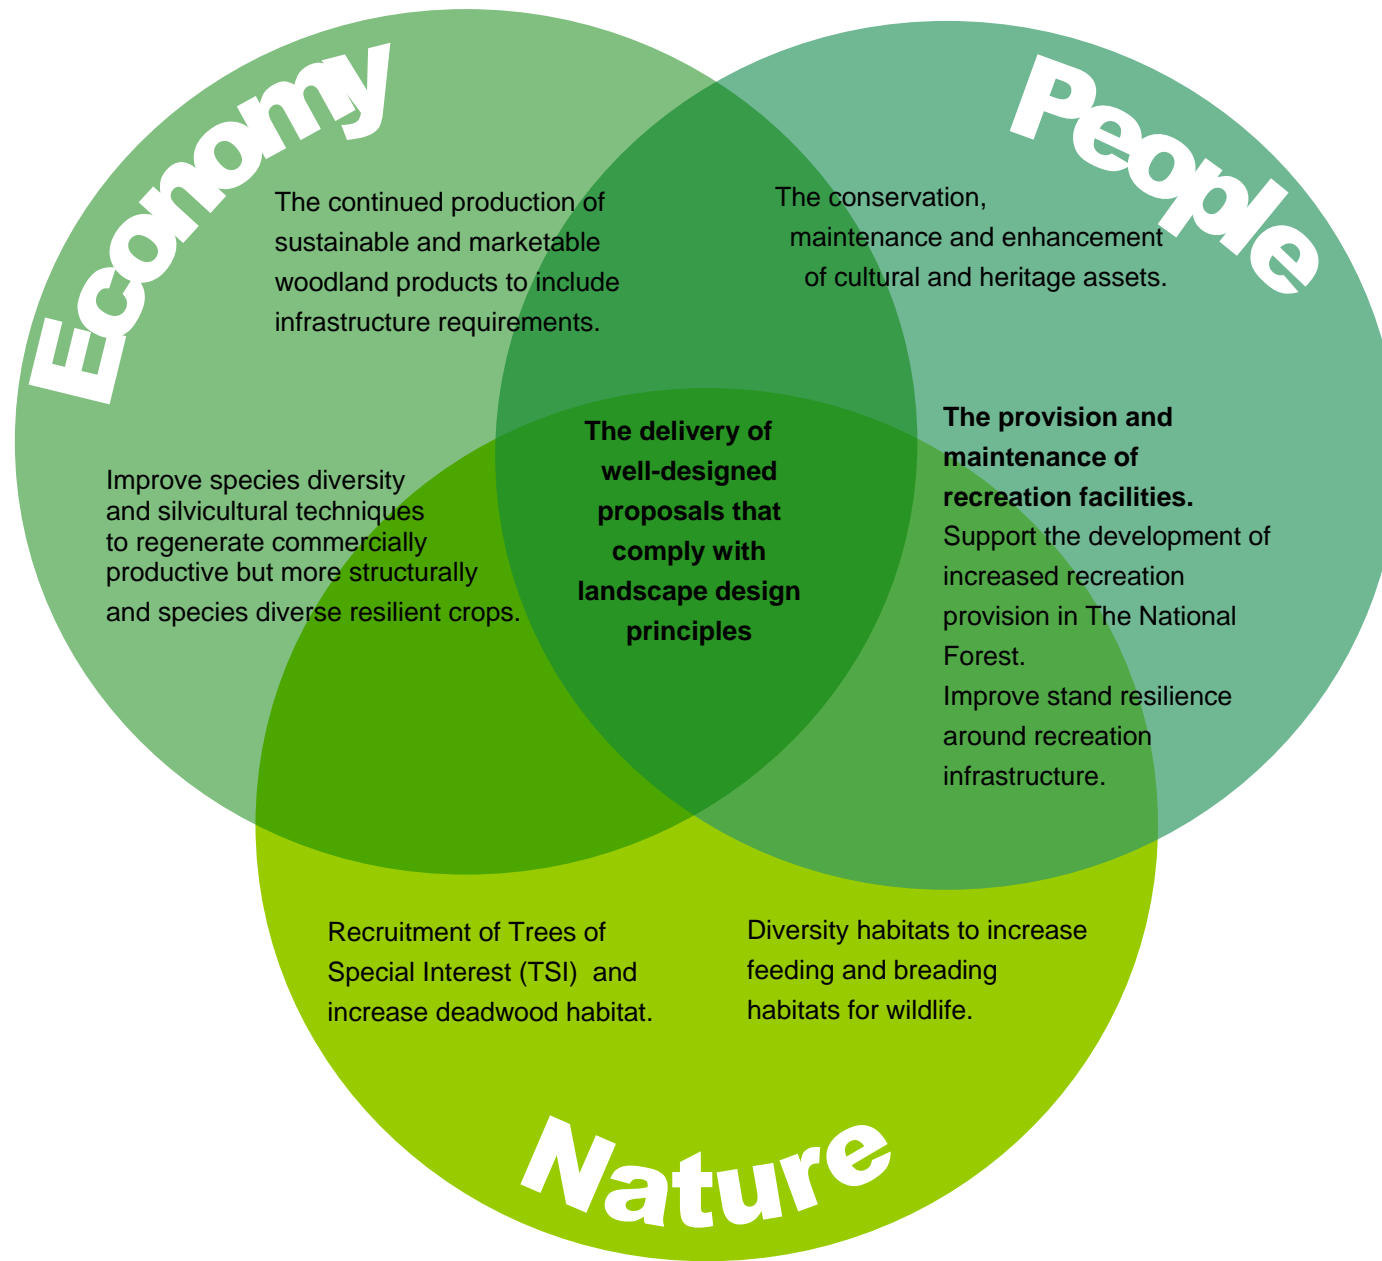 Economy
People
The continued production of
sustainable and marketable
woodland products to include
infrastructure requirements.
The conservation,
maintenance and enhancement
of cultural and heritage assets.
Improve species diversity
and silvicultural techniques
to regenerate commercially
productive but more structurally
and species diverse resilient crops.
The delivery of
well-designed
proposals that
comply with
landscape design
principles
The provision and
maintenance of
recreation facilities.
Support the development of
increased recreation
provision in The National
Forest.
Improve stand resilience
around recreation
infrastructure.
Recruitment of Trees of
Special Interest (TSI)  and
increase deadwood habitat.
Diversity habitats to increase
feeding and breading
habitats for wildlife.
Nature